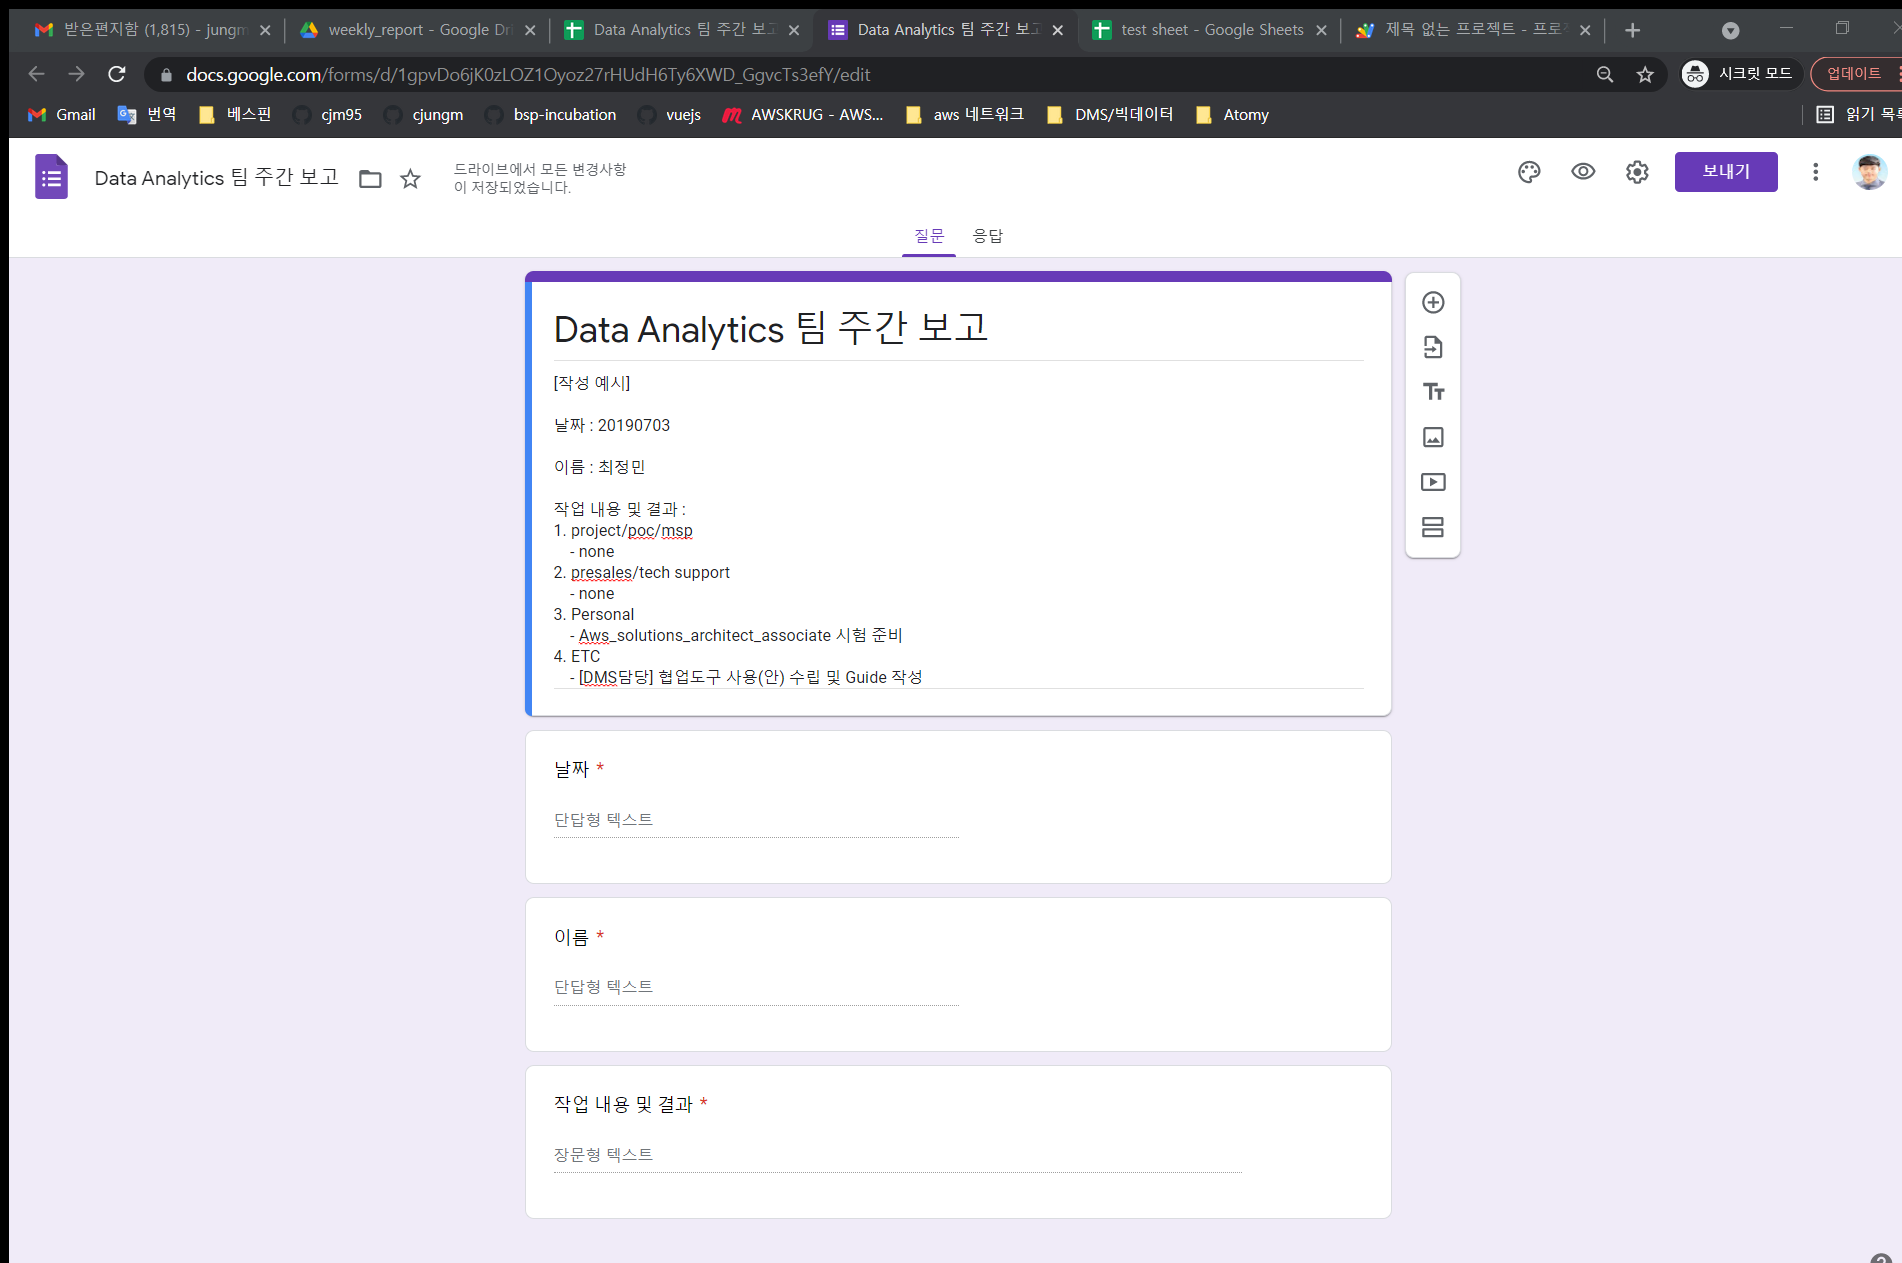 받은편지함 (1,815) - jungm
weekly_report - Google Dri
Data Analytics 팀 주간 보고
Data Analytics 팀 주간 보고
test sheet - Google Sheets
제목 없는 프로젝트 - 프로젝
docs.google.com/forms/d/1gpvDo6jK0zLOZ1Oyoz27rHUdH6Ty6XWD_GgvcTs3efY/edit
시크릿 모드
업데이트
Gmail
번역
베스핀
cjm95
cjungm
bsp-incubation
vuejs
AWSKRUG - AWS...
aws 네트워크
DMS/빅데이터
Atomy
읽기 목록
Data Analytics 팀 주간 보고
드라이브에서 모든 변경사항
이 저장되었습니다.
보내기
질문
응답
Data Analytics 팀 주간 보고
[작성 예시]
날짜 : 20190703
이름 : 최정민
작업 내용 및 결과 :
1. project/poc/msp
- none
2. presales/tech support
- none
3. Personal
- Aws_solutions_architect_associate 시험 준비
4. ETC
- [DMS담당] 협업도구 사용(안) 수립 및 Guide 작성
날짜 *
단답형 텍스트
이름 *
단답형 텍스트
작업 내용 및 결과 *
장문형 텍스트